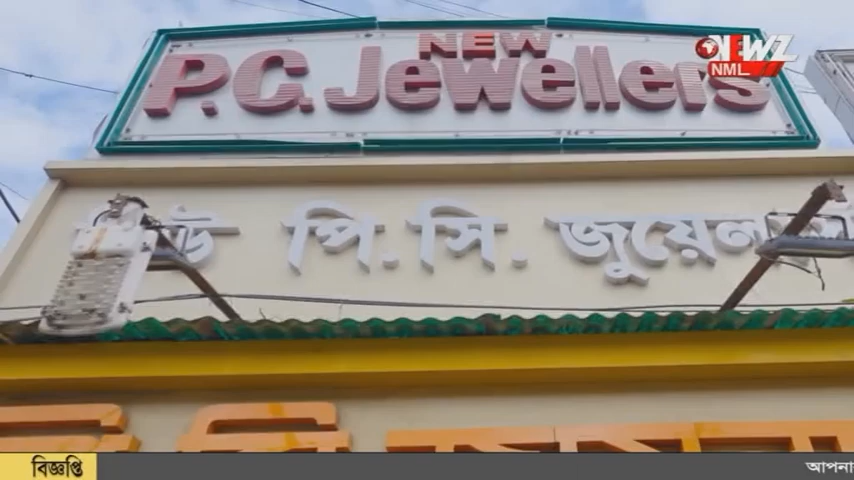 NEW
P.C. Jewellers
NEWZ
NML
নিউ পি.সি. জুয়েলার্স
বিজ্ঞপ্তি
আপনা